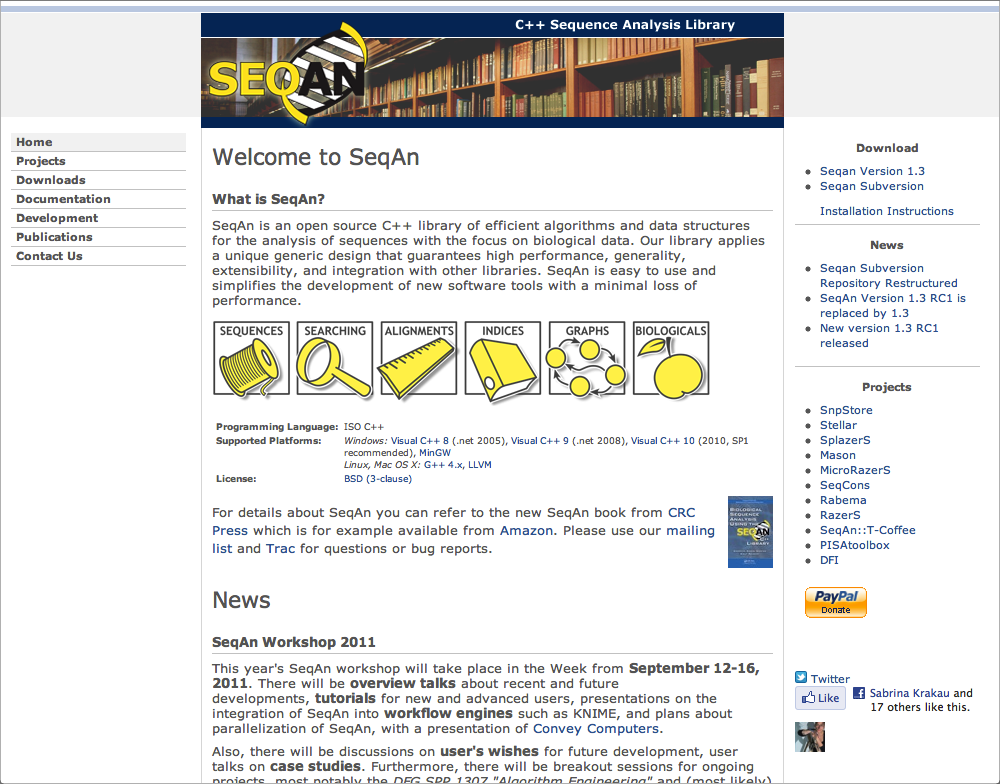 C++ Sequence Analysis Library
SEQAN
Home
Projects
Downloads
Documentation
Development
Publications
Contact Us
Welcome to SeqAn
What is SeqAn?
SeqAn is an open source C++ library of efficient algorithms and data structures
for the analysis of sequences with the focus on biological data. Our library applies
a unique generic design that guarantees high performance, generality,
extensibility, and integration with other libraries. SeqAn is easy to use and
simplifies the development of new software tools with a minimal loss of
performance.
SEQUENCES SEARCHING ALIGNMENTS INDICES GRAPHS BIOLOGICALS
Programming Language: ISO C++
Supported Platforms: Windows: Visual C++ 8 (.net 2005), Visual C++ 9 (.net 2008), Visual C++ 10 (2010, SP1
recommended), MinGW
Linux, Mac OS X: G++ 4.x, LLVM
License: BSD (3-clause)
For details about SeqAn you can refer to the new SeqAn book from CRC
Press which is for example available from Amazon. Please use our mailing
list and Trac for questions or bug reports.
BIOLOGICAL
SEQUENCE
ANALYSIS
USING THE
SEQAN
C++
LIBRARY
News
SeqAn Workshop 2011
This year's SeqAn workshop will take place in the Week from September 12-16,
2011. There will be overview talks about recent and future
developments, tutorials for new and advanced users, presentations on the
integration of SeqAn into workflow engines such as KNIME, and plans about
parallelization of SeqAn, with a presentation of Convey Computers.
Also, there will be discussions on user's wishes for future development, user
talks on case studies. Furthermore, there will be breakout sessions for ongoing
projects, most notably the DFG SPP 1307 "Algorithm Engineering" and (most likely)
Download
Seqan Version 1.3
Seqan Subversion
Installation Instructions
News
Seqan Subversion
Repository Restructured
SeqAn Version 1.3 RC1 is
replaced by 1.3
New version 1.3 RC1
released
Projects
SnpStore
Stellar
SplazerS
Mason
MicroRazerS
SeqCons
Rabema
RazerS
SeqAn::T-Coffee
PISAtoolbox
DFI
PayPal
Donate
Twitter
Like
Sabrina Krakau and
17 others like this.